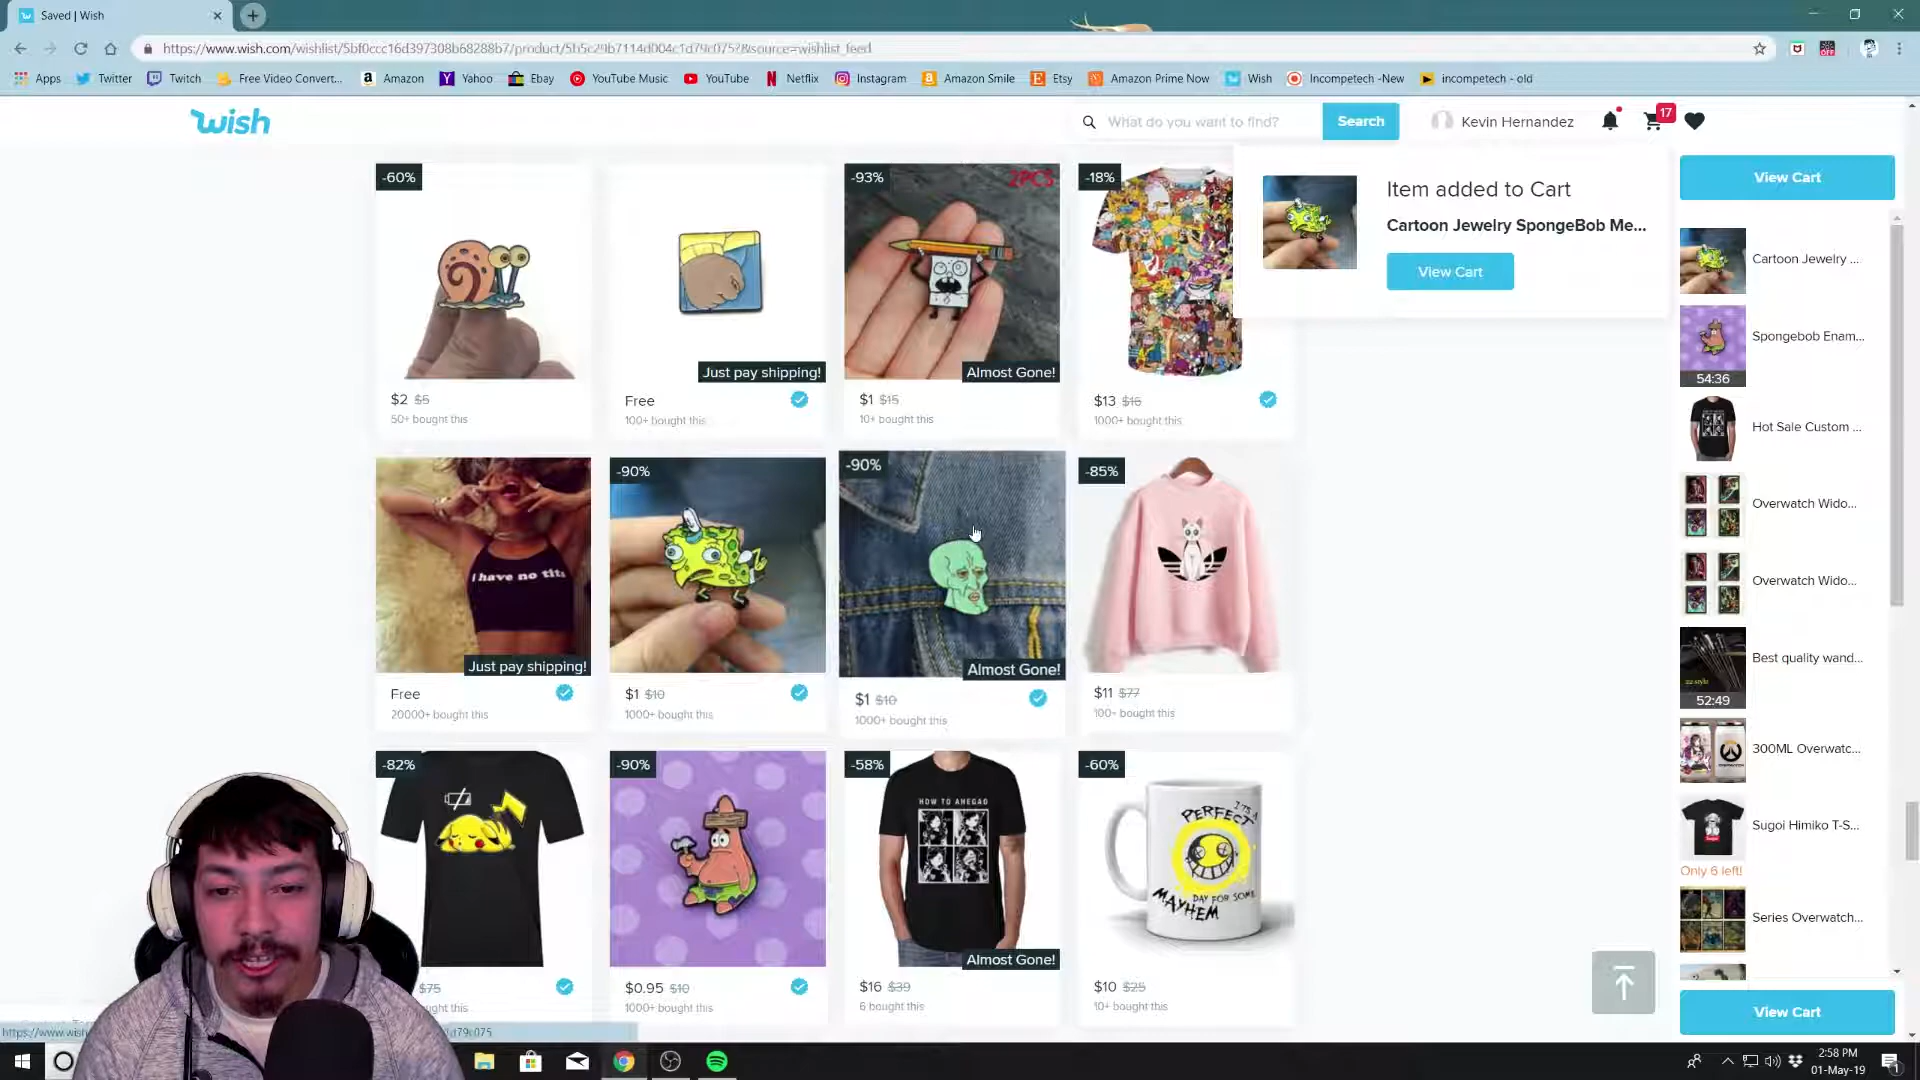 Saved | Wish
https://www.wish.com/wishlist/5bf0ccc16d397308b68288b7/product/5b5c29b7114d004c1d79c075?&source=wishlist_feed
Apps Twitter Twitch Free Video Convert... Amazon Yahoo Ebay YouTube Music YouTube Netflix Instagram Amazon Smile Etsy Amazon Prime Now Wish Incompetech -New incompetech - old
wish
What do you want to find?
Search
Kevin Hernandez
17
View Cart
Item added to Cart
Cartoon Jewelry SpongeBob Me...
View Cart
-60%
-93%
2PCS
-18%
Just pay shipping!
Almost Gone!
$2 $5
50+ bought this
Free
100+ bought this
$1 $15
10+ bought this
$13 $16
1000+ bought this
-90%
-90%
-85%
i have no tits
Just pay shipping!
Almost Gone!
Free
20000+ bought this
$1 $10
1000+ bought this
$1 $10
1000+ bought this
$11 $77
100+ bought this
-82%
-90%
-58%
-60%
HOW TO AHEGAO
PERFECT
IT'S A
DAY FOR SOME
MAYHEM
Almost Gone!
$75
ght this
$0.95 $10
1000+ bought this
$16 $39
6 bought this
$10 $25
10+ bought this
Cartoon Jewelry ...
Spongebob Enam...
54:36
Hot Sale Custom ...
Overwatch Wido...
Overwatch Wido...
Best quality wand...
52:49
300ML Overwatc...
Sugoi Himiko T-S...
Only 6 left!
Series Overwatch...
View Cart
2:58 PM
01-May-19
1